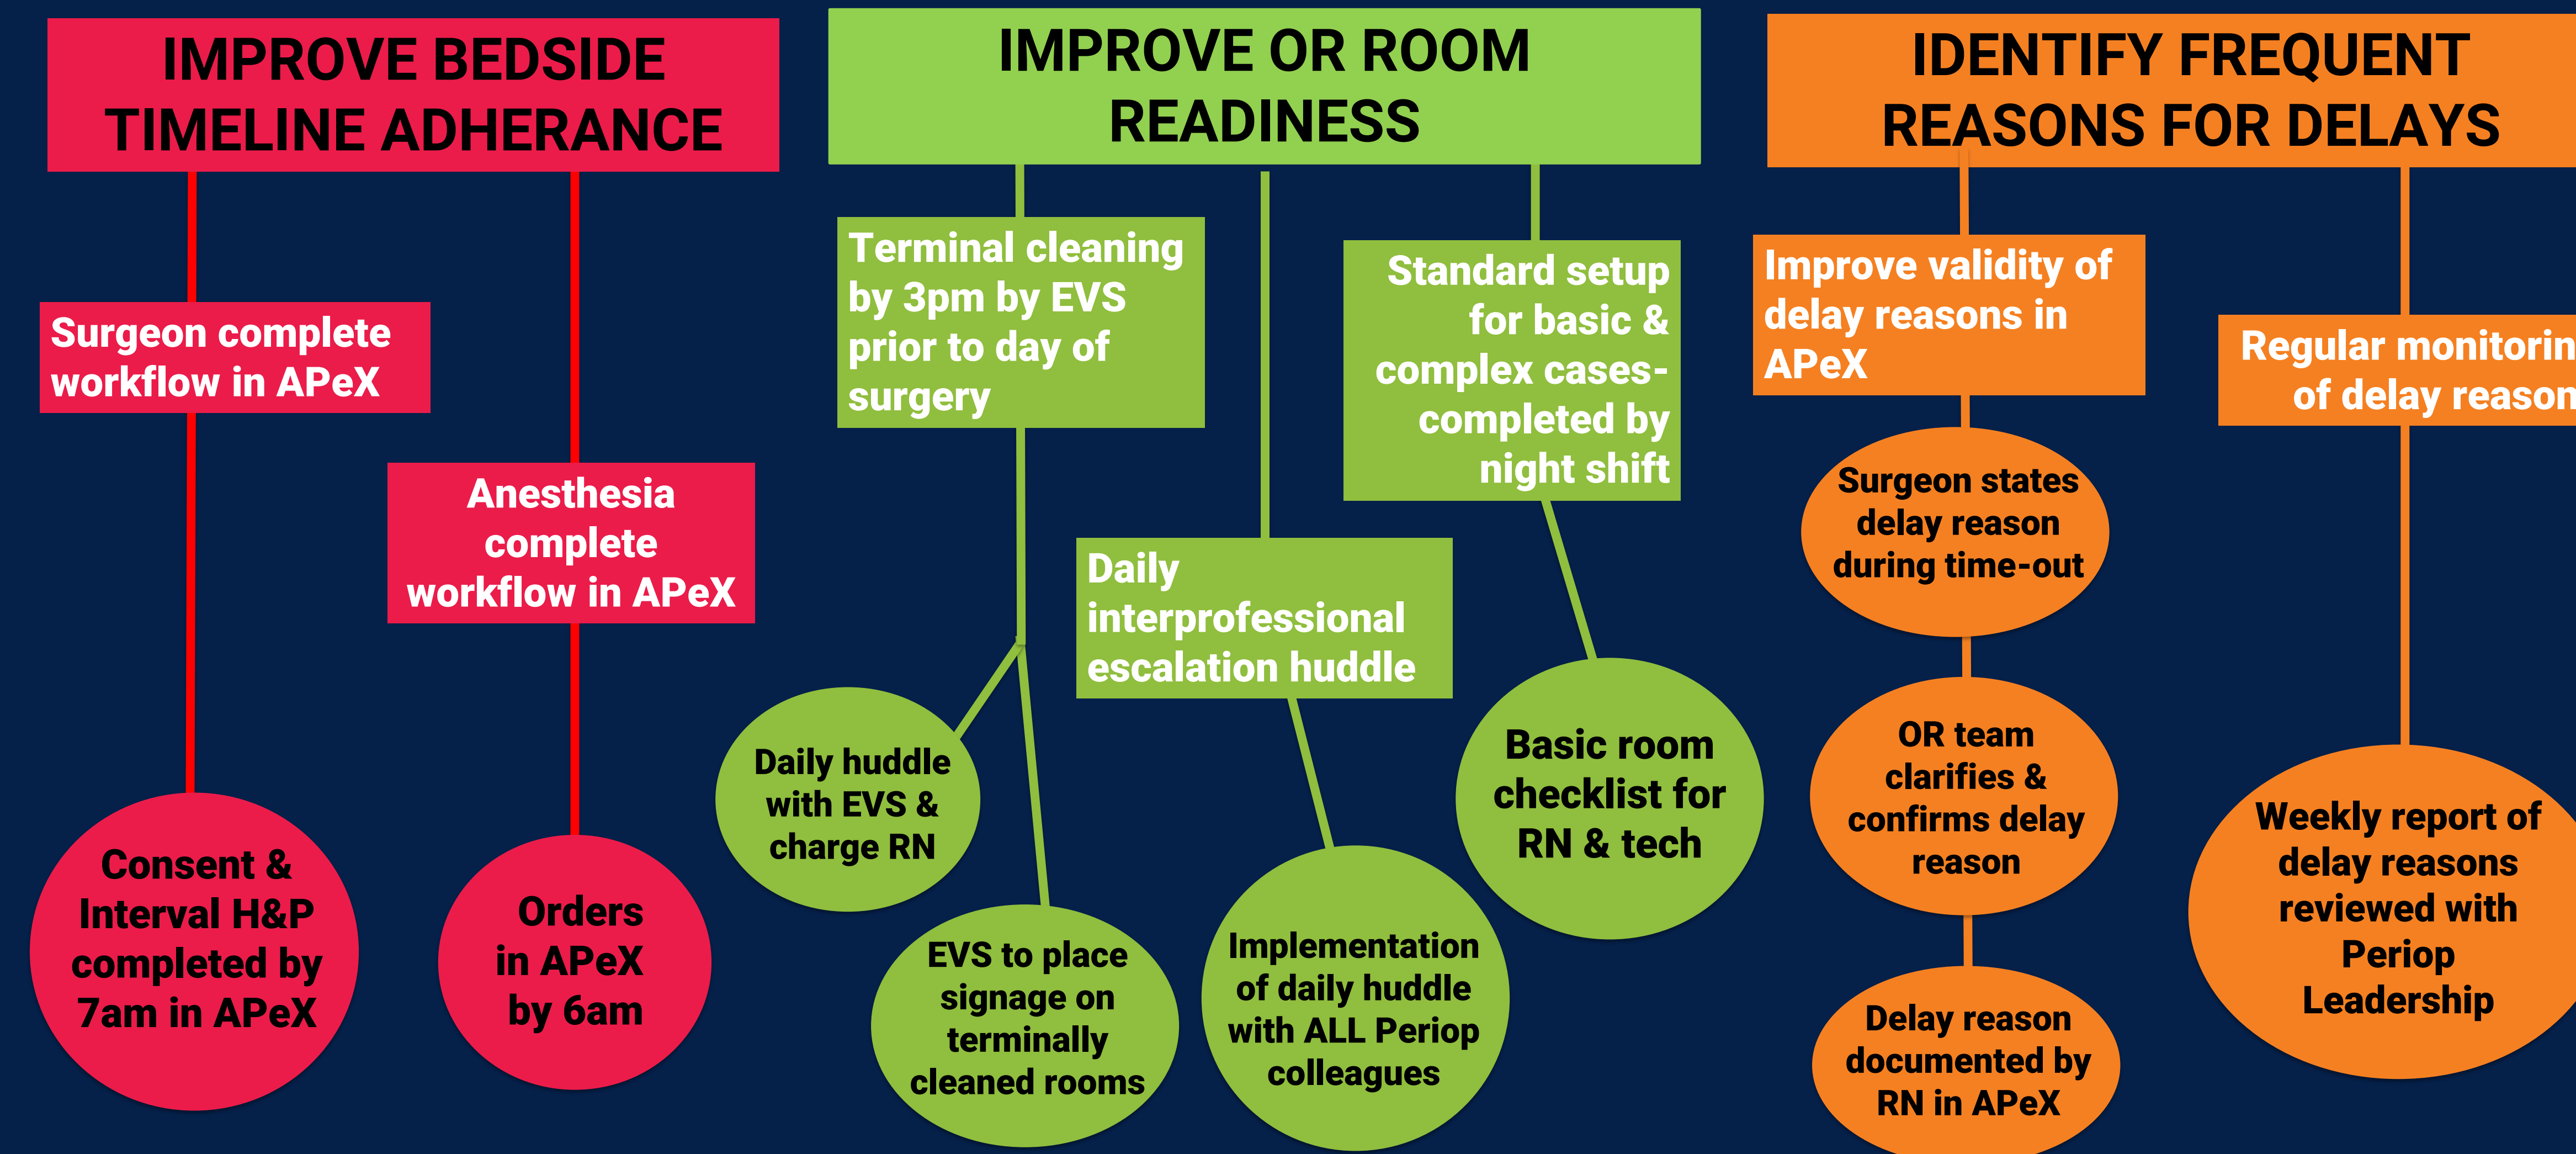 IMPROVE BEDSIDE
TIMELINE ADHERANCE
Surgeon complete
workflow in APeX
Anesthesia
complete
workflow in APeX
Consent &
Interval H&P
completed by
7am in APeX
Orders
in APeX
by 6am
IMPROVE OR ROOM
READINESS
Terminal cleaning
by 3pm by EVS
prior to day of
surgery
Daily
interprofessional
escalation huddle
Standard setup
for basic &
complex cases-
completed by
night shift
Daily huddle
with EVS &
charge RN
EVS to place
signage on
terminally
cleaned rooms
Implementation
of daily huddle
with ALL Periop
colleagues
Basic room
checklist for
RN & tech
IDENTIFY FREQUENT
REASONS FOR DELAYS
Improve validity of
delay reasons in
APeX
Surgeon states
delay reason
during time-out
OR team
clarifies &
confirms delay
reason
Delay reason
documented by
RN in APeX
Regular monitorin
of delay reason
Weekly report of
delay reasons
reviewed with
Periop
Leadership